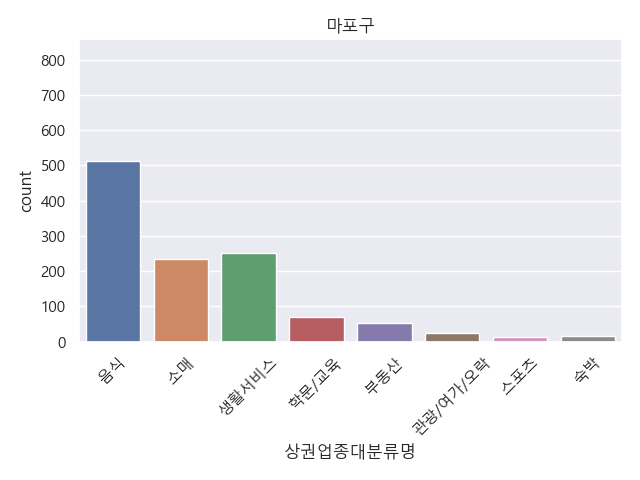 마포구
800
700
600
500
400
300
200
100
0
count
음식
소매
생활서비스
학문/교육
부동산
관광/여가/오락
스포츠
숙박
상권업종대분류명